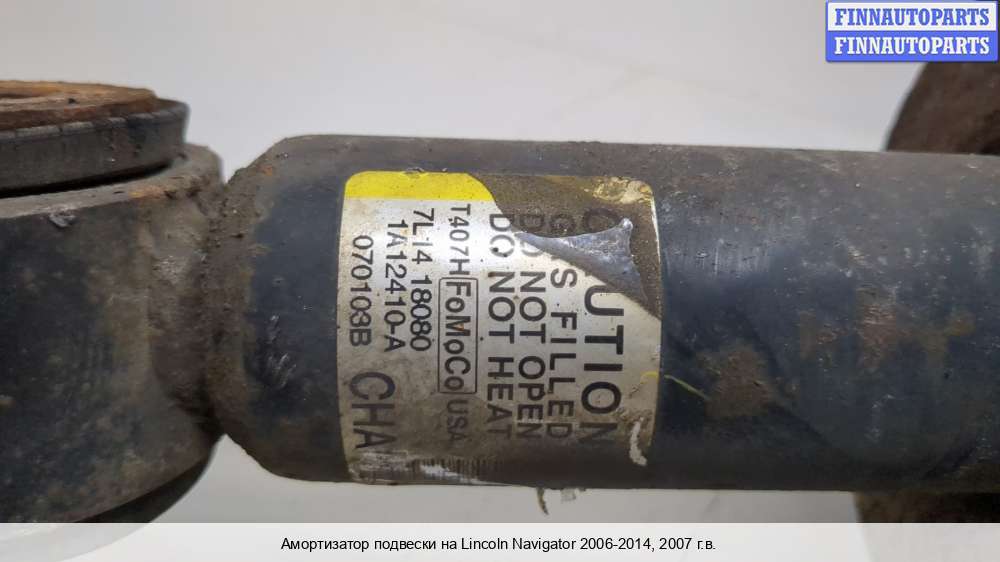 FINNAUTOPARTS
FINNAUTOPARTS
UTION
S FILLED
NOT OPEN
DO NOT HEAT
T407H FoMoCo USA
7L14 18080
1A12410-A
070103B
CHA
Амортизатор подвески на Lincoln Navigator 2006-2014, 2007 г.в.